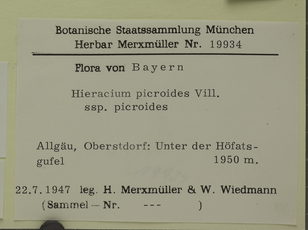 Botanische Staatssammlung München
Herbar Merxmüller Nr. 19934
Flora von Bayern
Hieracium picroides Vill.
ssp. picroides
Allgäu, Oberstdorf: Unter der Höfats-
gufel 1950 m.
22.7.1947 leg. H. Merxmüller & W. Wiedmann
(Sammel – Nr. --- )